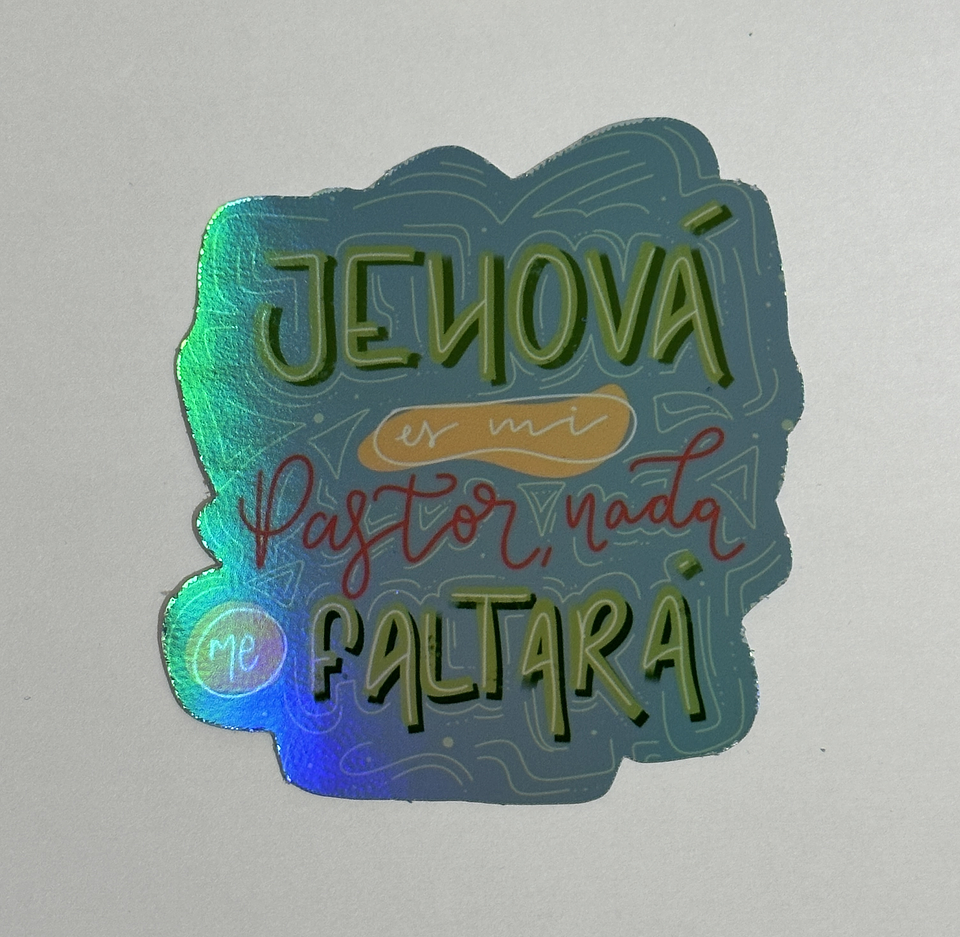 JEHOVÁ
es mi
Pastor, nada
me FALTARÁ